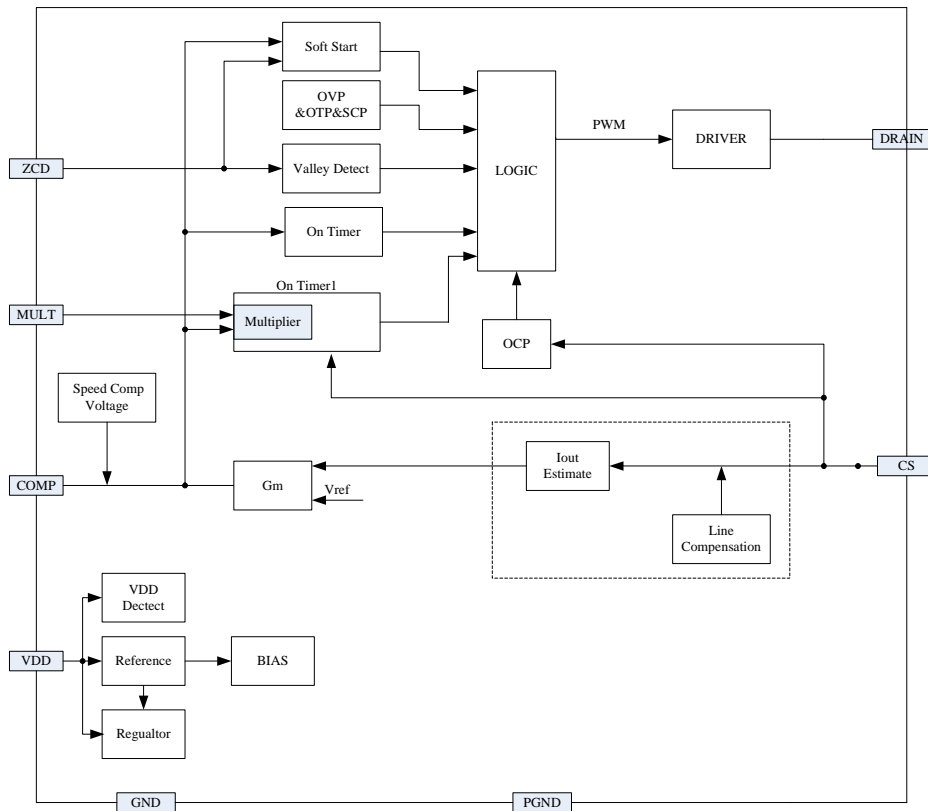 Soft Start
OVP
&OTP&SCP
LOGIC
PWM
DRIVER
DRAIN
ZCD
Valley Detect
On Timer
On Timer1
MULT
Multiplier
OCP
Speed Comp
Voltage
COMP
Gm
Vref
Iout
Estimate
CS
Line
Compensation
VDD
Dectect
VDD
Reference
BIAS
Regualtor
GND
PGND